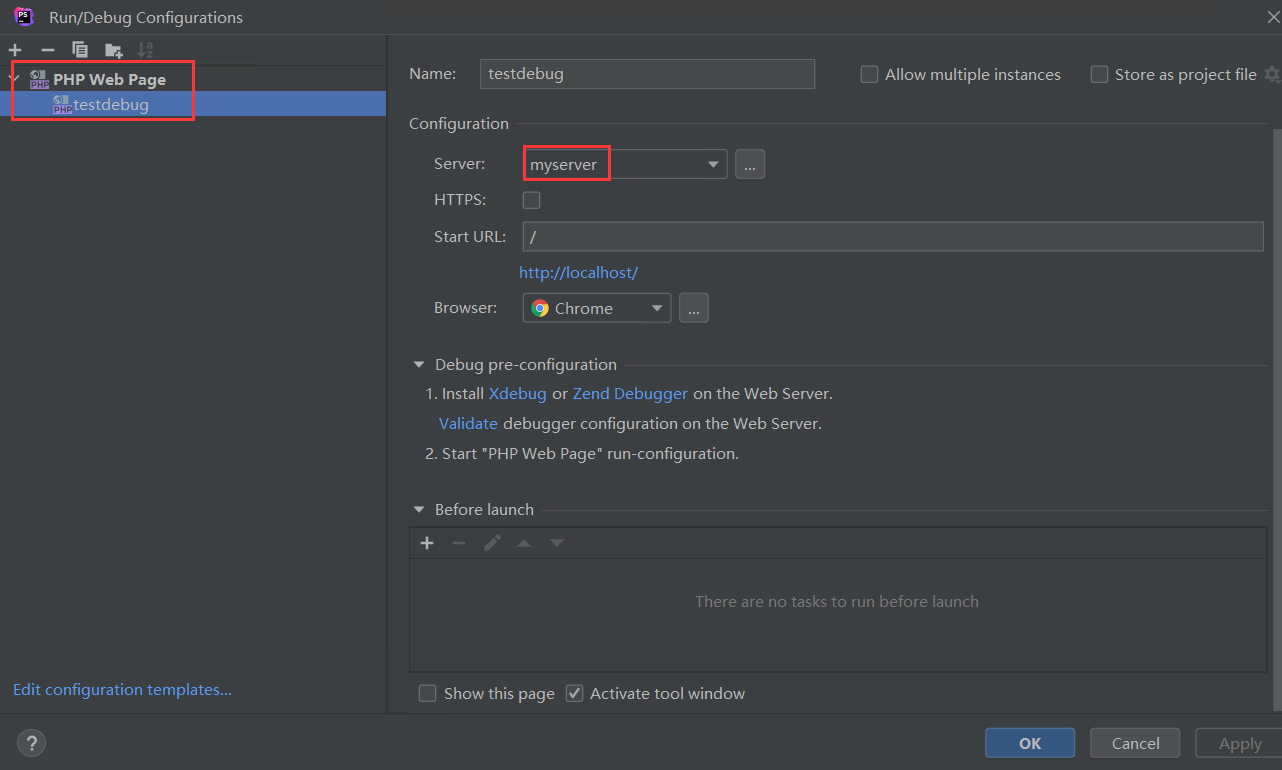 Run/Debug Configurations
PHP Web Page
testdebug
Edit configuration templates...
Name: testdebug Allow multiple instances Store as project file
Configuration
Server: myserver ...
HTTPS:
Start URL: /
http://localhost/
Browser: Chrome ...
Debug pre-configuration
1. Install Xdebug or Zend Debugger on the Web Server.
Validate debugger configuration on the Web Server.
2. Start "PHP Web Page" run-configuration.
Before launch
There are no tasks to run before launch
Show this page Activate tool window
? OK Cancel Apply